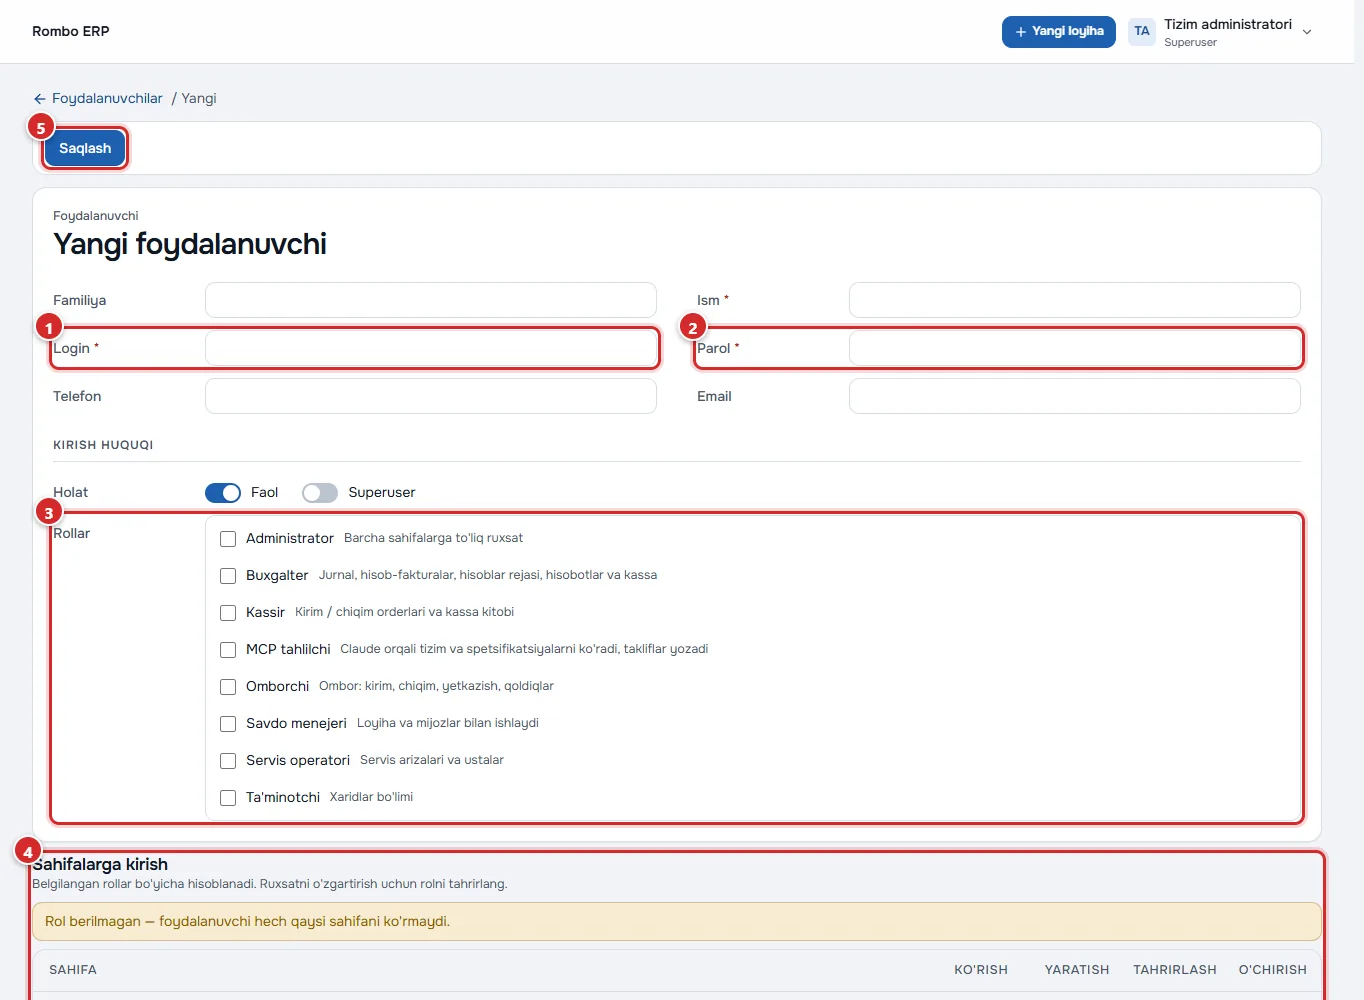 Rombo ERP
+ Yangi loyiha
TA
Tizim administratori
Superuser
← Foydalanuvchilar / Yangi
5
Saqlash
Foydalanuvchi
Yangi foydalanuvchi
Familiya
Ism *
1
Login *
2
Parol *
Telefon
Email
KIRISH HUQUQI
Holat
Faol
Superuser
3
Rollar
Administrator Barcha sahifalarga to'liq ruxsat
Buxgalter Jurnal, hisob-fakturalar, hisoblar rejasi, hisobotlar va kassa
Kassir Kirim / chiqim orderlari va kassa kitobi
MCP tahlilchi Claude orqali tizim va spetsifikatsiyalarni ko'radi, takliflar yozadi
Omborchi Ombor: kirim, chiqim, yetkazish, qoldiqlar
Savdo menejeri Loyiha va mijozlar bilan ishlaydi
Servis operatori Servis arizalari va ustalar
Ta'minotchi Xaridlar bo'limi
4
Sahifalarga kirish
Belgilangan rollar bo'yicha hisoblanadi. Ruxsatni o'zgartirish uchun rolni tahrirlang.
Rol berilmagan — foydalanuvchi hech qaysi sahifani ko'rmaydi.
SAHIFA KO'RISH YARATISH TAHRIRLASH O'CHIRISH